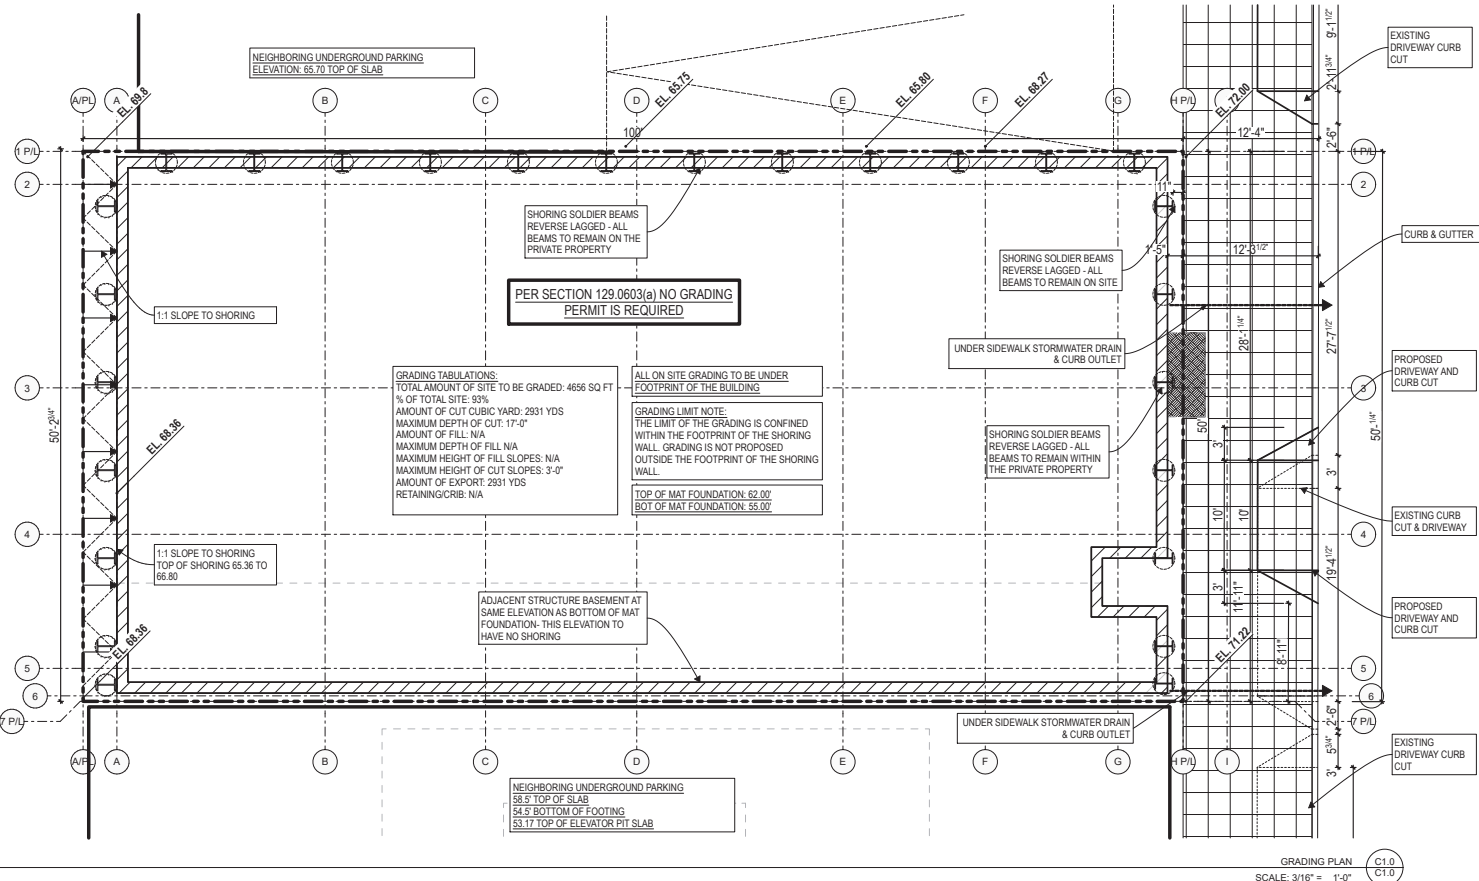 NEIGHBORING UNDERGROUND PARKING
ELEVATION: 65.70 TOP OF SLAB
EXISTING
DRIVEWAY CURB
CUT
9'-1 1/2"
2'-11 3/4"
2'-6"
A/PL
A
B
C
D
E
F
G
H P/L
I
EL. 69.8
EL. 65.75
EL. 65.80
EL. 68.27
EL. 72.00
100'
12'-4"
1 P/L
1 P/L
2
2
11"
SHORING SOLDIER BEAMS
REVERSE LAGGED - ALL
BEAMS TO REMAIN ON THE
PRIVATE PROPERTY
CURB & GUTTER
1'-5"
12'-3 1/2"
SHORING SOLDIER BEAMS
REVERSE LAGGED - ALL
BEAMS TO REMAIN ON SITE
PER SECTION 129.0603(a) NO GRADING
PERMIT IS REQUIRED
1:1 SLOPE TO SHORING
UNDER SIDEWALK STORMWATER DRAIN
& CURB OUTLET
28'-1/4"
27'-7 1/2"
GRADING TABULATIONS:
TOTAL AMOUNT OF SITE TO BE GRADED: 4656 SQ FT
% OF TOTAL SITE: 93%
AMOUNT OF CUT CUBIC YARD: 2931 YDS
MAXIMUM DEPTH OF CUT: 17'-0"
AMOUNT OF FILL: N/A
MAXIMUM DEPTH OF FILL N/A
MAXIMUM HEIGHT OF FILL SLOPES: N/A
MAXIMUM HEIGHT OF CUT SLOPES: 3'-0"
AMOUNT OF EXPORT: 2931 YDS
RETAINING/CRIB: N/A
ALL ON SITE GRADING TO BE UNDER
FOOTPRINT OF THE BUILDING
GRADING LIMIT NOTE:
THE LIMIT OF THE GRADING IS CONFINED
WITHIN THE FOOTPRINT OF THE SHORING
WALL. GRADING IS NOT PROPOSED
OUTSIDE THE FOOTPRINT OF THE SHORING
WALL.
TOP OF MAT FOUNDATION: 62.00'
BOT OF MAT FOUNDATION: 55.00'
PROPOSED
DRIVEWAY AND
CURB CUT
3
3
50'-2 3/4"
EL. 68.36
50'
50'-1/4"
SHORING SOLDIER BEAMS
REVERSE LAGGED - ALL
BEAMS TO REMAIN WITHIN
THE PRIVATE PROPERTY
3'
3'
EXISTING CURB
CUT & DRIVEWAY
10'
10'
4
4
1:1 SLOPE TO SHORING
TOP OF SHORING 65.36 TO
66.80
19'-4 1/2"
3'
11'-11"
ADJACENT STRUCTURE BASEMENT AT
SAME ELEVATION AS BOTTOM OF MAT
FOUNDATION- THIS ELEVATION TO
HAVE NO SHORING
PROPOSED
DRIVEWAY AND
CURB CUT
EL. 68.36
EL. 71.22
8'-11"
5
5
6
6
7 P/L
7 P/L
2'-6"
UNDER SIDEWALK STORMWATER DRAIN
& CURB OUTLET
5 3/4"
3'
EXISTING
DRIVEWAY CURB
CUT
A/PL
A
B
C
D
E
F
G
H P/L
I
NEIGHBORING UNDERGROUND PARKING
58.5' TOP OF SLAB
54.5' BOTTOM OF FOOTING
53.17 TOP OF ELEVATOR PIT SLAB
GRADING PLAN
C1.0
C1.0
SCALE: 3/16" = 1'-0"